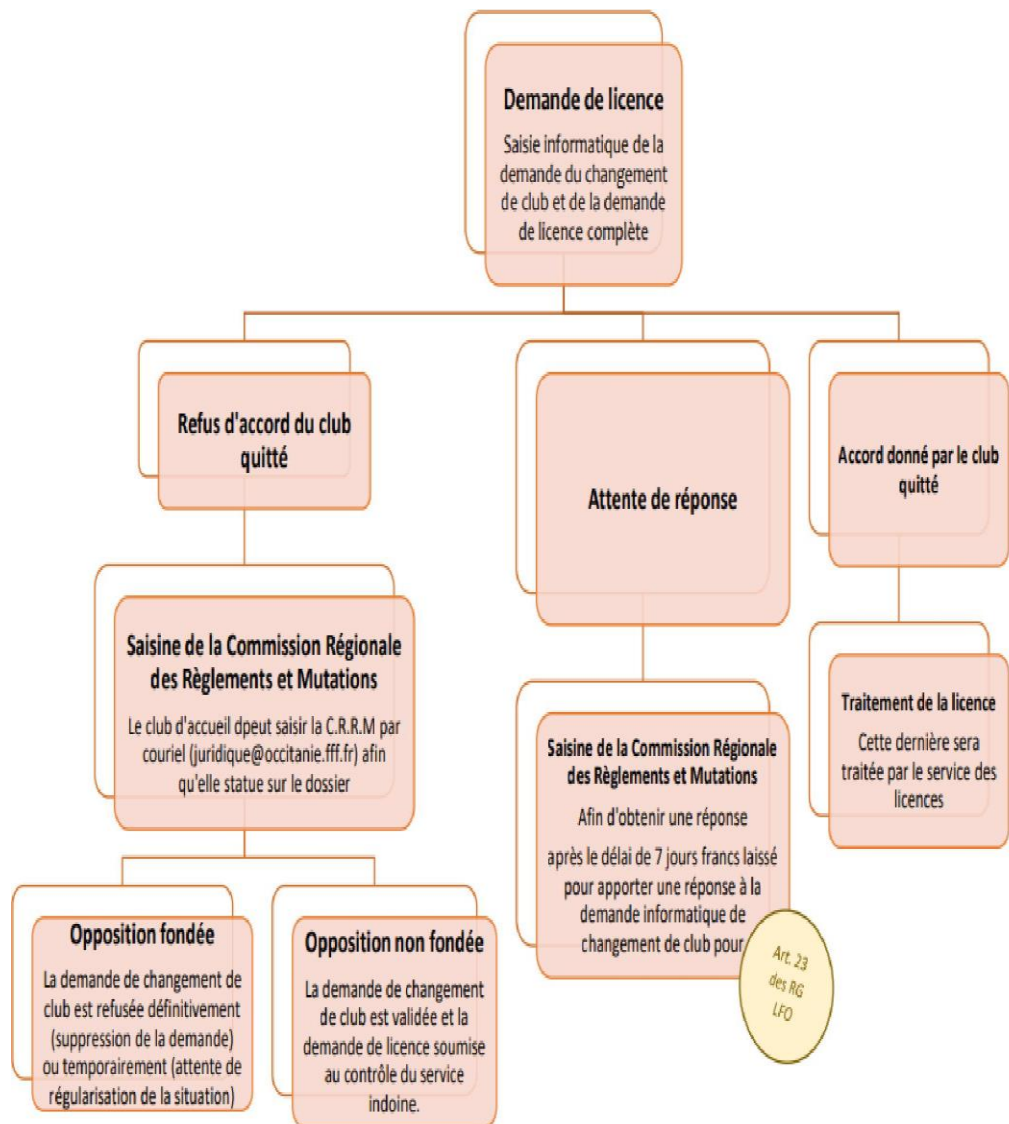 Demande de licence
Saisie informatique de la
demande du changement
de club et de la demande
de licence complète
Refus d'accord du club
quitté
Attente de réponse
Accord donné par le club
quitté
Saisine de la Commission Régionale
des Règlements et Mutations
Le club d'accueil dpeut saisir la C.R.R.M par
couriel (juridique@occitanie.fff.fr) afin
qu'elle statue sur le dossier
Saisine de la Commission Régionale
des Règlements et Mutations
Afin d'obtenir une réponse
après le délai de 7 jours francs laissé
pour apporter une réponse à la
demande informatique de
changement de club pour
Traitement de la licence
Cette dernière sera
traitée par le service des
licences
Opposition fondée
La demande de changement de
club est refusée définitivement
(suppression de la demande)
ou temporairement (attente de
régularisation de la situation)
Opposition non fondée
La demande de changement
de club est validée et la
demande de licence soumise
au contrôle du service
indoine.
Art. 23
des RG
LFO